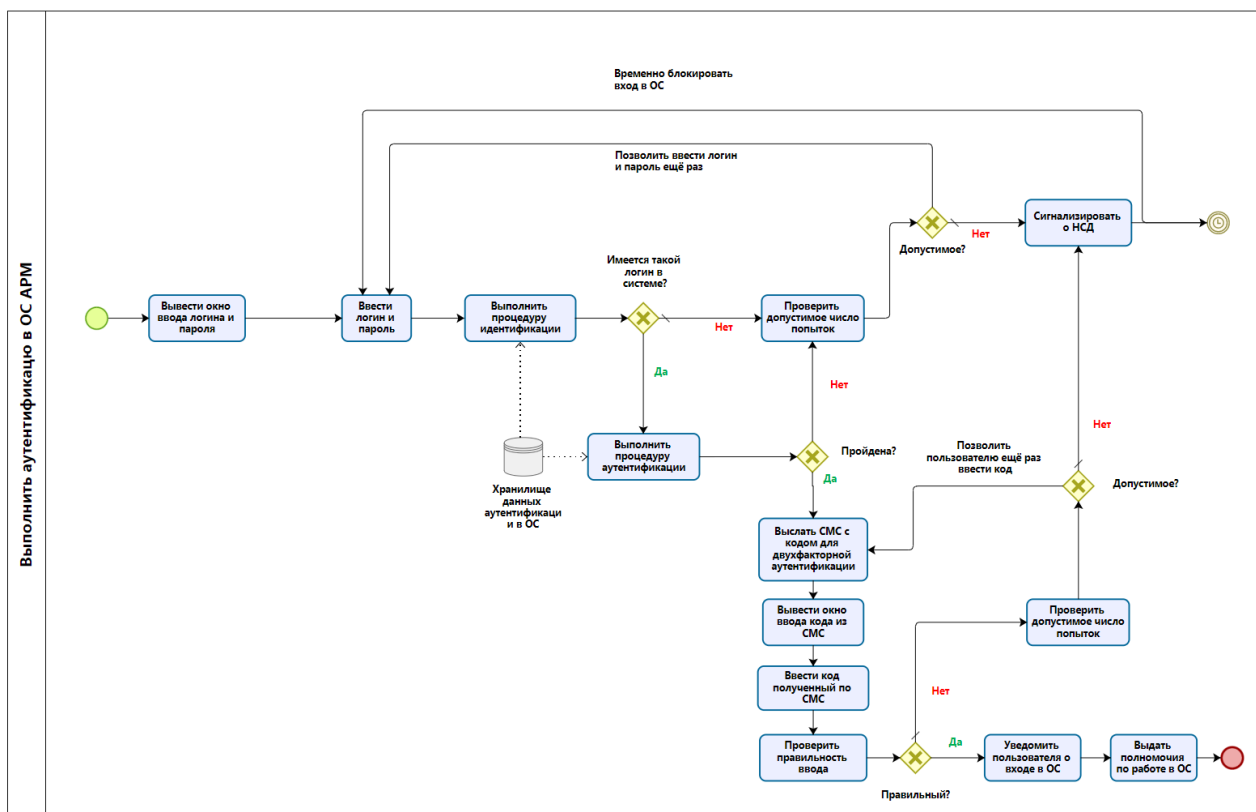 Выполнить аутентификацю в ОС АРМ
Временно блокировать
вход в ОС
Позволить ввести логин
и пароль ещё раз
Сигнализировать
о НСД
Нет
Допустимое?
Имеется такой
логин в
системе?
Вывести окно
ввода логина и
пароля
Ввести
логин и
пароль
Выполнить
процедуру
идентификации
Нет
Проверить
допустимое число
попыток
Да
Нет
Нет
Выполнить
процедуру
аутентификации
Пройдена?
Позволить
пользователю ещё раз
ввести код
Да
Допустимое?
Хранилище
данных
аутентификаци
и в ОС
Выслать СМС с
кодом для
двухфакторной
аутентификации
Вывести окно
ввода кода из
СМС
Проверить
допустимое число
попыток
Ввести код
полученный по
СМС
Нет
Проверить
правильность
ввода
Да
Уведомить
пользователя о
входе в ОС
Выдать
полномочия
по работе в ОС
Правильный?